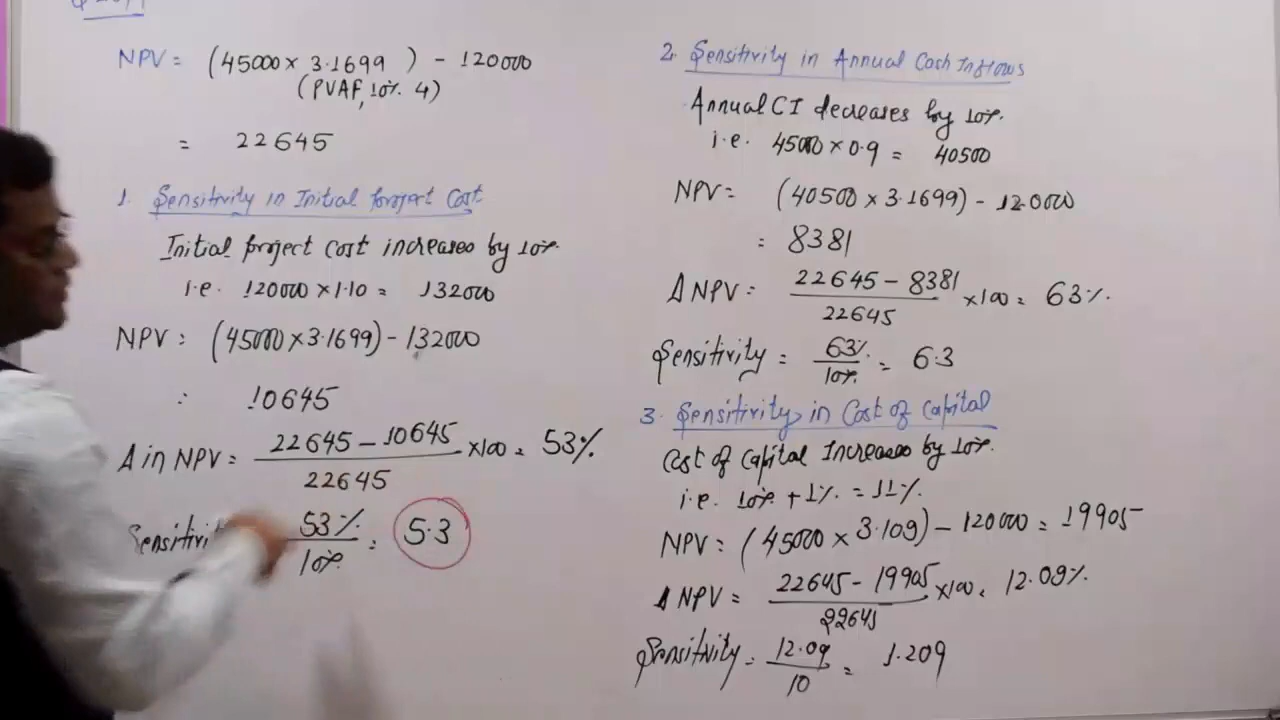 NPV = (45000 × 3.1699 ) - 120000
(PVAF, 10% 4)
= 22645
1. Sensitivity in Initial Project Cost
Initial project cost increases by 10%.
i.e. 120000 × 1.10 = 132000
NPV = (45000 × 3.1699) - 132000
: 10645
Δ in NPV = 22645 - 10645 / 22645 × 100 = 53%
53% / 10% = 5.3
2. Sensitivity in Annual Cash Inflows
Annual CI decreases by 10%.
i.e. 45000 × 0.9 = 40500
NPV = (40500 × 3.1699) - 120000
: 8381
Δ NPV = 22645 - 8381 / 22645 × 100 = 63%.
Sensitivity = 63% / 10% = 6.3
3. Sensitivity in Cost of Capital
Cost of Capital Increases by 10%.
i.e. 10% + 1% = 11%.
NPV = (45000 × 3.109) - 120000 = 19905
Δ NPV = 22645 - 19905 / 22645 × 100 = 12.09%
Sensitivity = 12.09 / 10 = 1.209